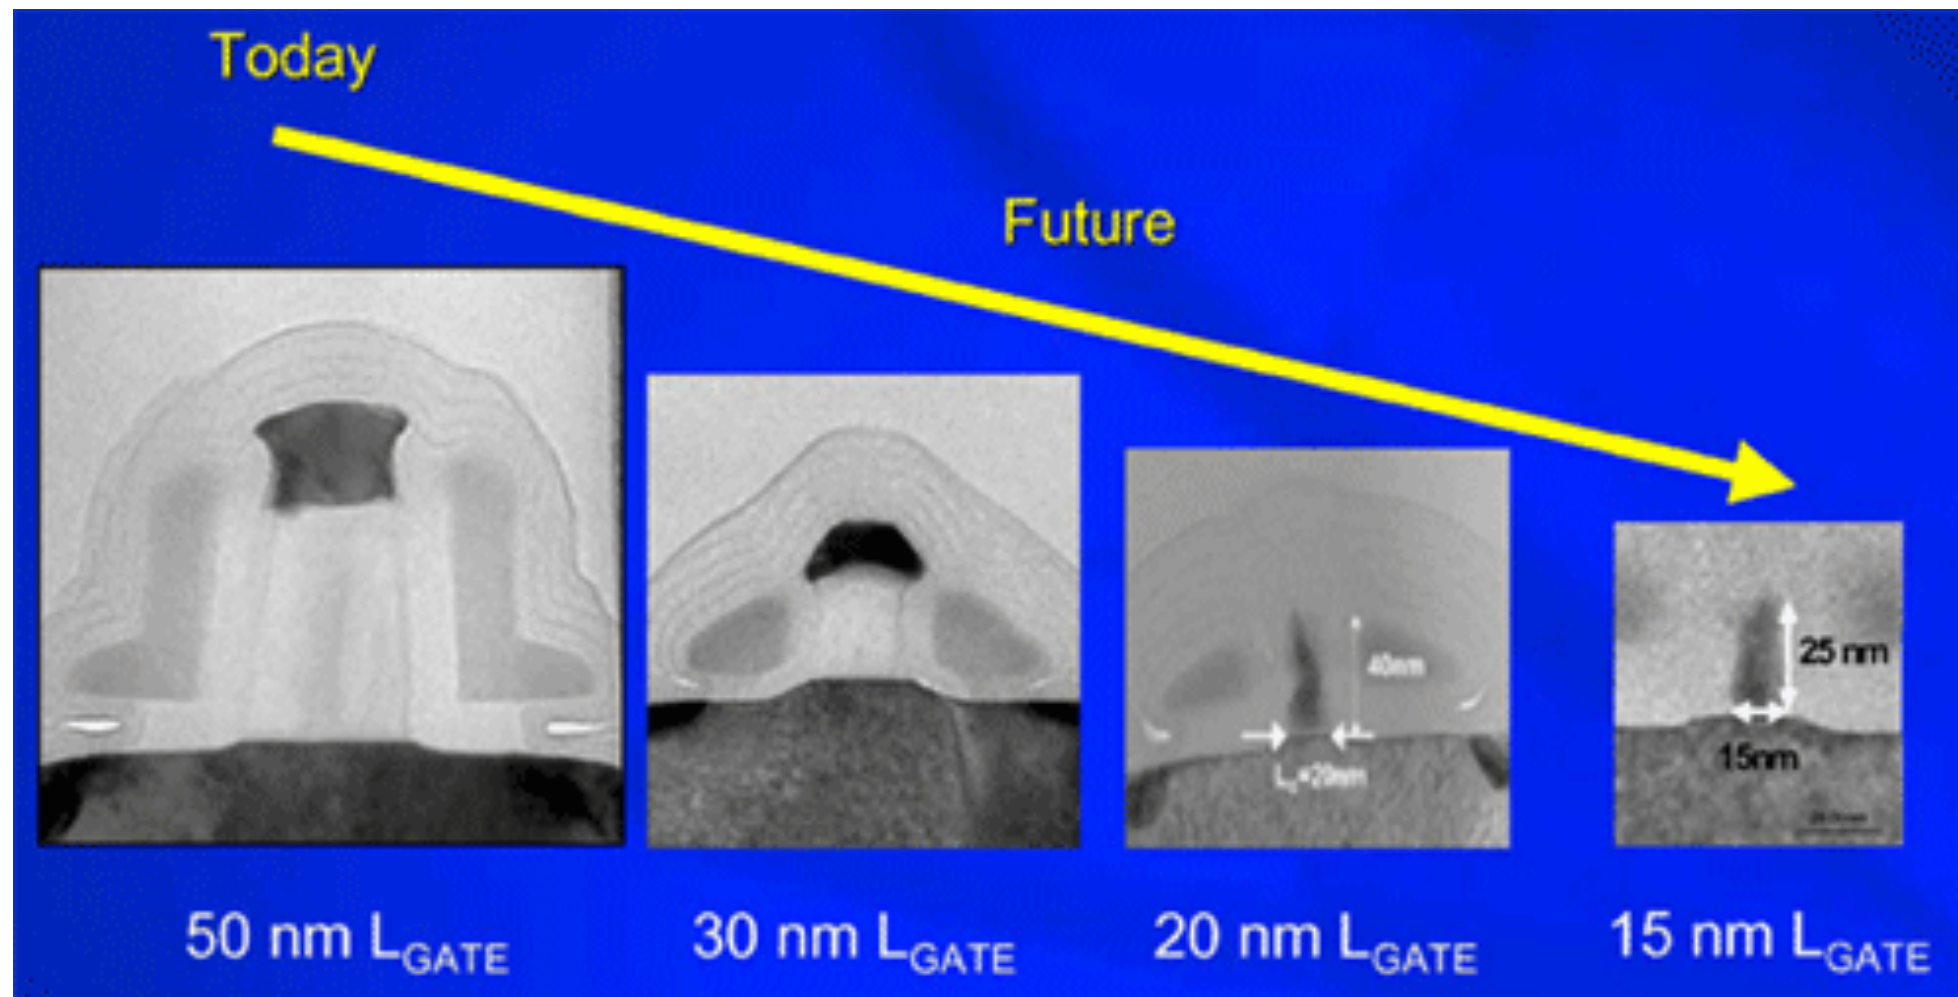 Today
Future
40nm
25 nm
15nm
50 nm LGATE
30 nm LGATE
20 nm LGATE
15 nm LGATE